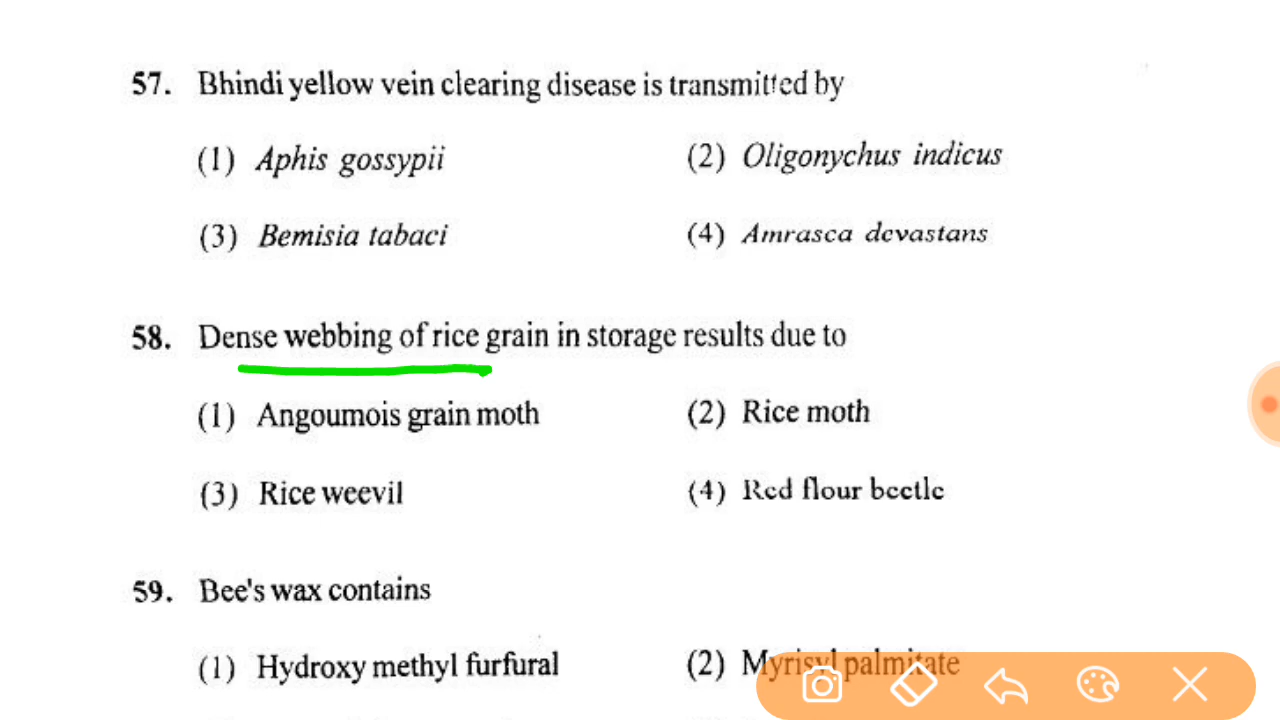 57. Bhindi yellow vein clearing disease is transmitted by
(1) Aphis gossypii (2) Oligonychus indicus
(3) Bemisia tabaci (4) Amrasca devastans
58. Dense webbing of rice grain in storage results due to
(1) Angoumois grain moth (2) Rice moth
(3) Rice weevil (4) Red flour beetle
59. Bee's wax contains
(1) Hydroxy methyl furfural (2) Myrisyl palmitate